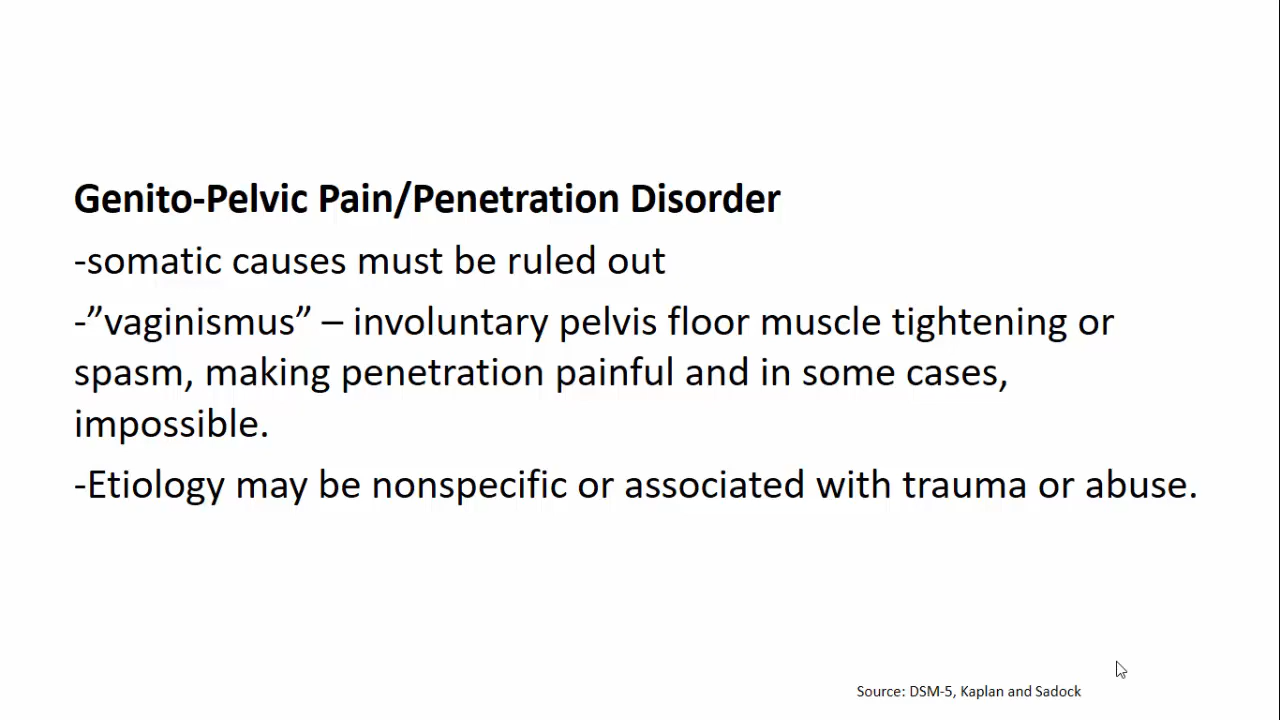 Genito-Pelvic Pain/Penetration Disorder
-somatic causes must be ruled out
-”vaginismus” – involuntary pelvis floor muscle tightening or
spasm, making penetration painful and in some cases,
impossible.
-Etiology may be nonspecific or associated with trauma or abuse.
Source: DSM-5, Kaplan and Sadock